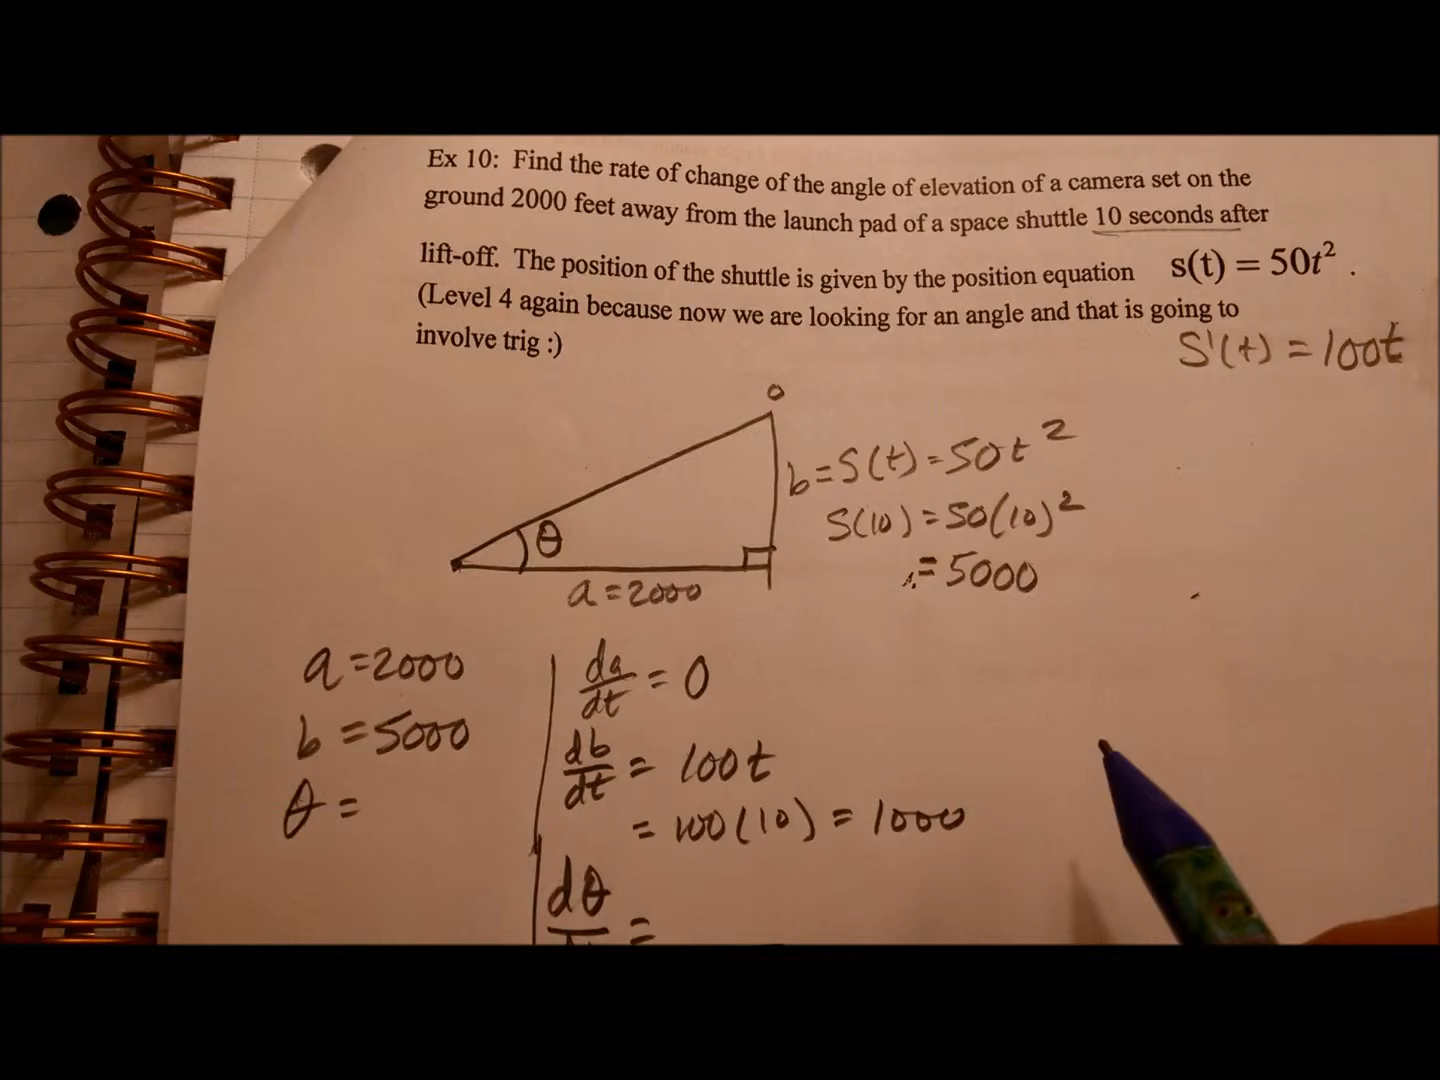 Ex 10: Find the rate of change of the angle of elevation of a camera set on the
ground 2000 feet away from the launch pad of a space shuttle 10 seconds after
lift-off. The position of the shuttle is given by the position equation s(t) = 50t².
(Level 4 again because now we are looking for an angle and that is going to
involve trig :)
S'(t) = 100t
b = S(t) = 50t²
S(10) = 50(10)²
= 5000
θ
a = 2000
a = 2000
b = 5000
θ =
da/dt = 0
db/dt = 100t
= 100(10) = 1000
dθ
=